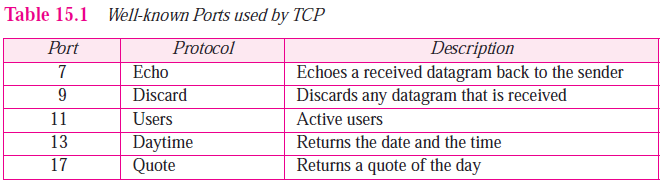 Table 15.1 Well-known Ports used by TCP
Port Protocol Description
7 Echo Echoes a received datagram back to the sender
9 Discard Discards any datagram that is received
11 Users Active users
13 Daytime Returns the date and the time
17 Quote Returns a quote of the day